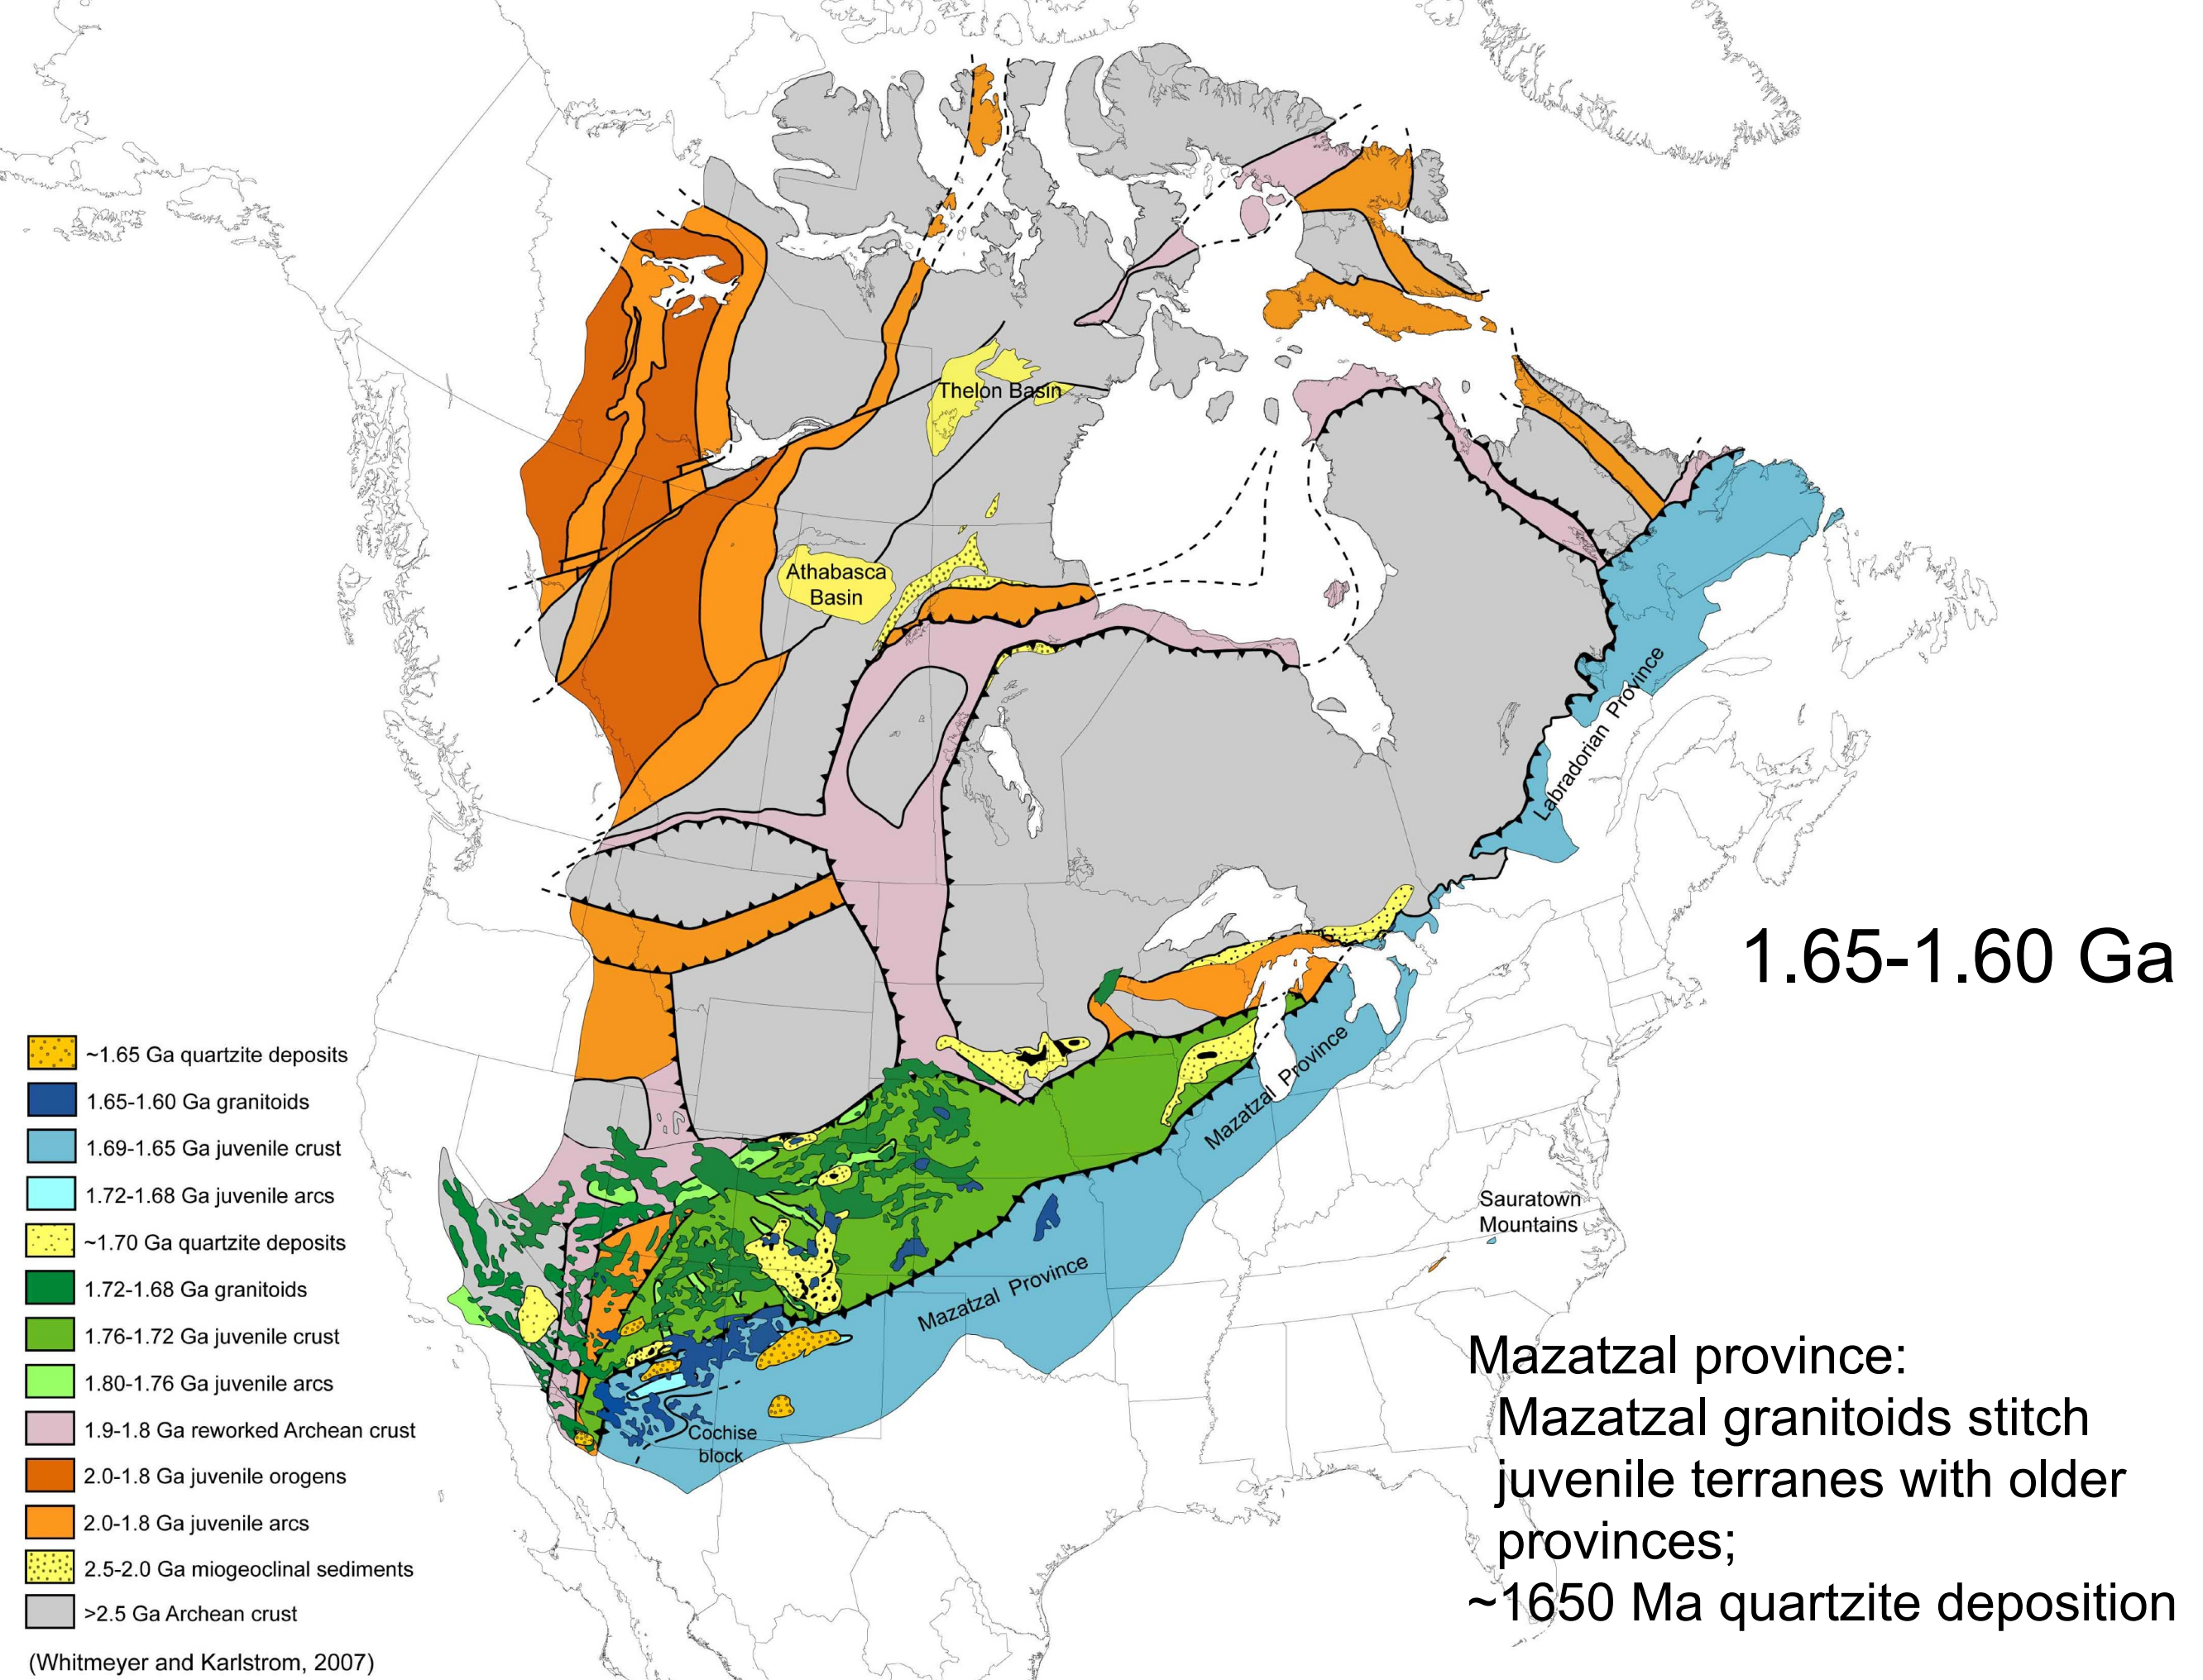 Thelon Basin
Athabasca
Basin
Labradorian Province
1.65-1.60 Ga
Mazatzal Province
Mazatzal Province
Sauratown
Mountains
Cochise
block
~1.65 Ga quartzite deposits
1.65-1.60 Ga granitoids
1.69-1.65 Ga juvenile crust
1.72-1.68 Ga juvenile arcs
~1.70 Ga quartzite deposits
1.72-1.68 Ga granitoids
1.76-1.72 Ga juvenile crust
1.80-1.76 Ga juvenile arcs
1.9-1.8 Ga reworked Archean crust
2.0-1.8 Ga juvenile orogens
2.0-1.8 Ga juvenile arcs
2.5-2.0 Ga miogeoclinal sediments
>2.5 Ga Archean crust
(Whitmeyer and Karlstrom, 2007)
Mazatzal province:
Mazatzal granitoids stitch
juvenile terranes with older
provinces;
~1650 Ma quartzite deposition